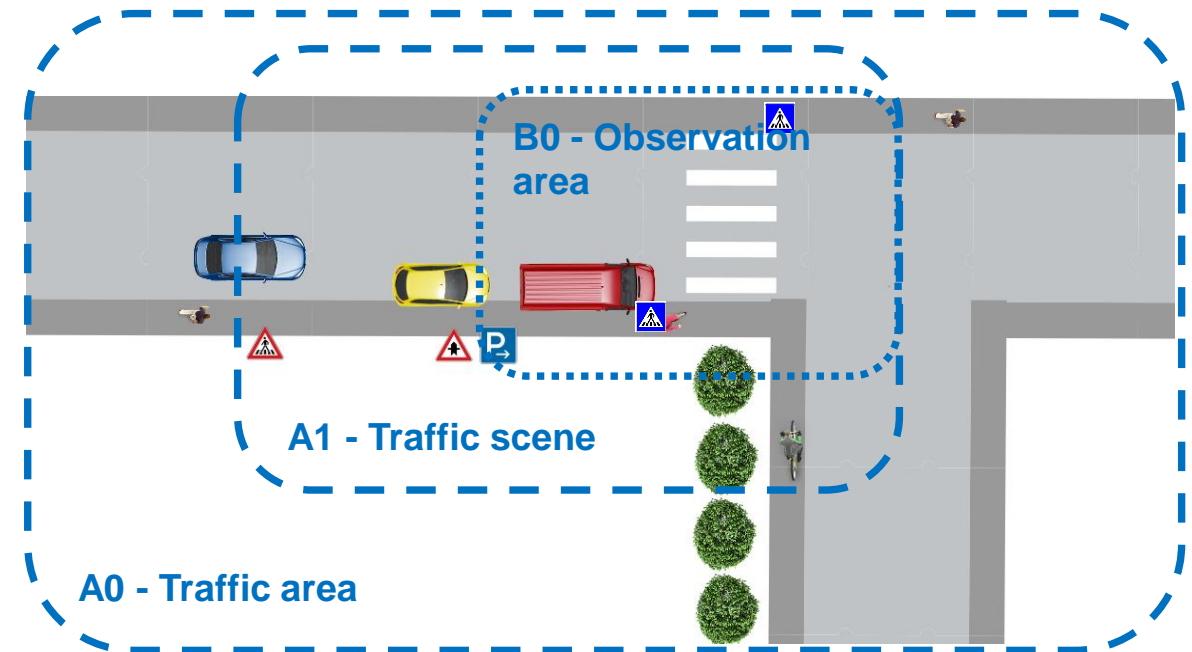 B0 - Observation
area
P
A1 - Traffic scene
A0 - Traffic area